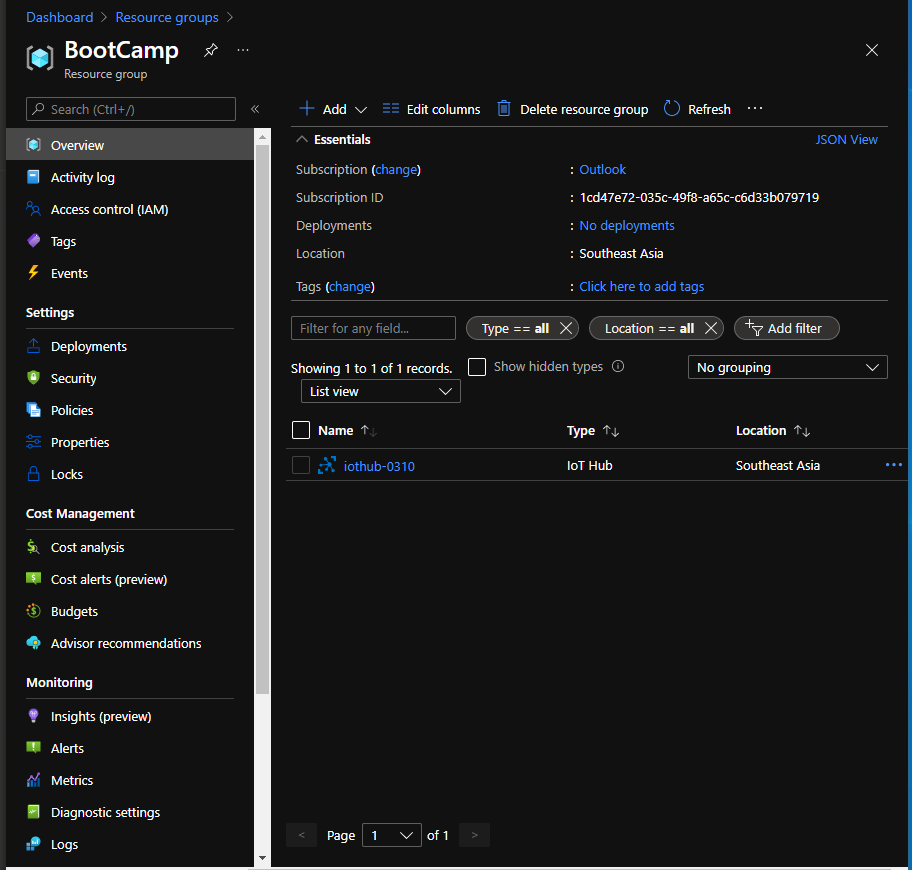 Dashboard > Resource groups >
BootCamp
Resource group
Search (Ctrl+/)
Overview
Activity log
Access control (IAM)
Tags
Events
Settings
Deployments
Security
Policies
Properties
Locks
Cost Management
Cost analysis
Cost alerts (preview)
Budgets
Advisor recommendations
Monitoring
Insights (preview)
Alerts
Metrics
Diagnostic settings
Logs
Add Edit columns Delete resource group Refresh ...
Essentials JSON View
Subscription (change) : Outlook
Subscription ID : 1cd47e72-035c-49f8-a65c-c6d33b079719
Deployments : No deployments
Location : Southeast Asia
Tags (change) : Click here to add tags
Filter for any field... Type == all Location == all Add filter
Showing 1 to 1 of 1 records. Show hidden types No grouping
List view
Name Type Location
iothub-0310 IoT Hub Southeast Asia ...
< Page 1 of 1 >